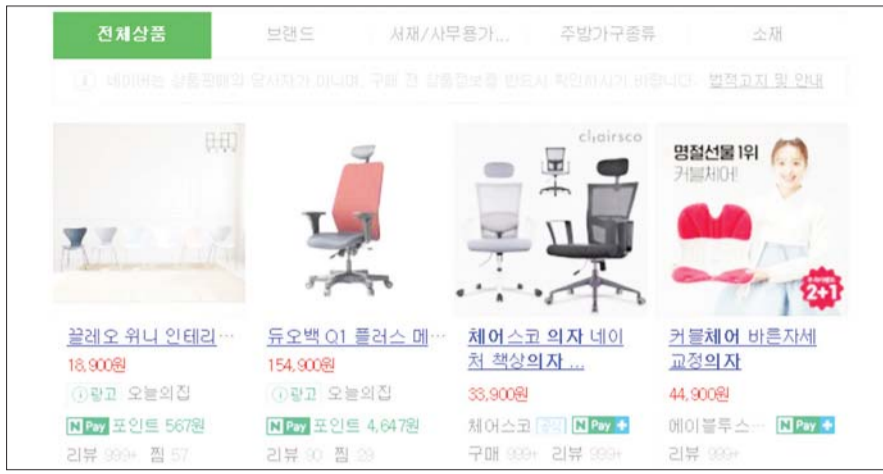 전체상품 브랜드 서재/사무용가... 주방가구종류 소재
네이버는 상품판매의 당사자가 아니며, 구매 전 상품정보를 반드시 확인하시기 바랍니다. 법적고지 및 안내
chairsco
명절선물 1위
커블체어!
2+1
끌레오 위니 인테리… 듀오백 Q1 플러스 메… 체어스코 의자 네이 커블체어 바른자세
처 책상의자 ... 교정의자
18,900원 154,900원
광고 오늘의집 광고 오늘의집 33,900원 44,900원
N Pay 포인트 567원 N Pay 포인트 4,647원 체어스코 공식 N Pay + 에이블루스… N Pay +
리뷰 999+ 찜 57 리뷰 90 찜 29 구매 999+ 리뷰 999+ 리뷰 999+